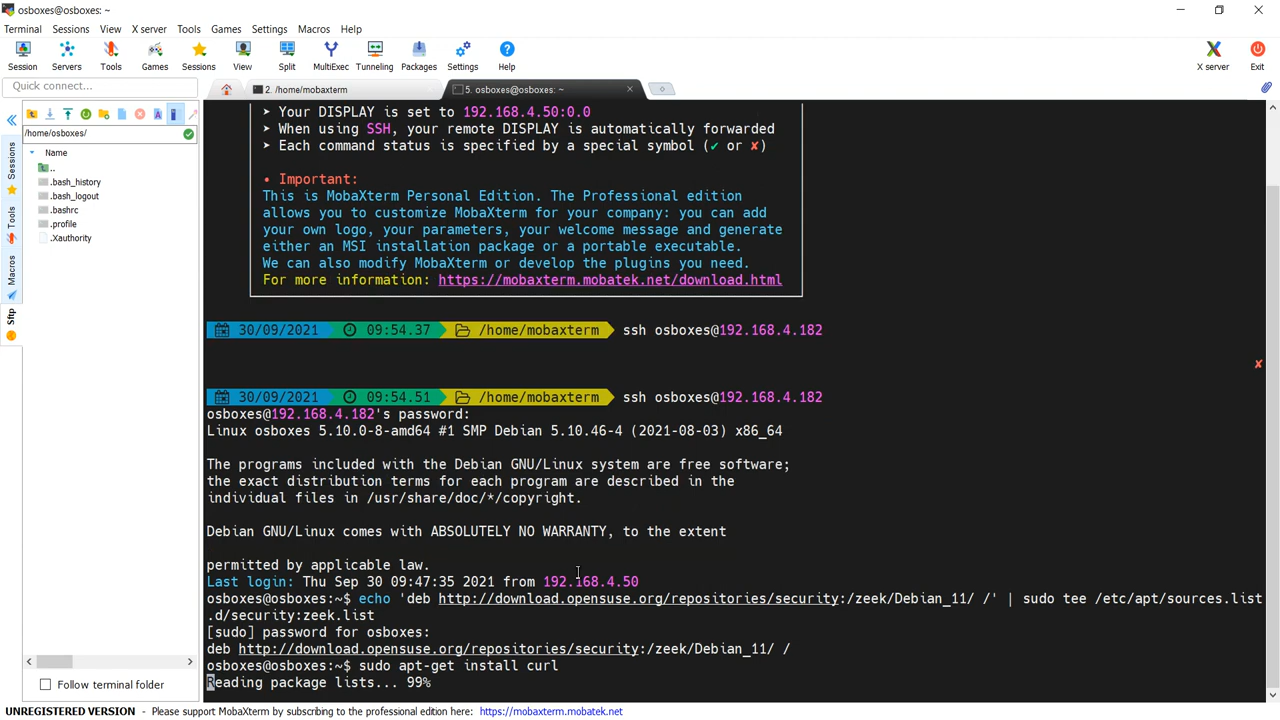 osboxes@osboxes: ~
Terminal Sessions View X server Tools Games Settings Macros Help
Session Servers Tools Games Sessions View Split MultiExec Tunneling Packages Settings Help X server Exit
Quick connect...
2. /home/mobaxterm
5. osboxes@osboxes: ~
/home/osboxes/
Name
..
.bash_history
.bash_logout
.bashrc
.profile
.Xauthority
Sessions
Tools
Macros
Sftp
➤ Your DISPLAY is set to 192.168.4.50:0.0
➤ When using SSH, your remote DISPLAY is automatically forwarded
➤ Each command status is specified by a special symbol (✓ or ✘)
• Important:
This is MobaXterm Personal Edition. The Professional edition
allows you to customize MobaXterm for your company: you can add
your own logo, your parameters, your welcome message and generate
either an MSI installation package or a portable executable.
We can also modify MobaXterm or develop the plugins you need.
For more information: https://mobaxterm.mobatek.net/download.html
30/09/2021 09:54.37 /home/mobaxterm ssh osboxes@192.168.4.182
30/09/2021 09:54.51 /home/mobaxterm ssh osboxes@192.168.4.182
osboxes@192.168.4.182's password:
Linux osboxes 5.10.0-8-amd64 #1 SMP Debian 5.10.46-4 (2021-08-03) x86_64
The programs included with the Debian GNU/Linux system are free software;
the exact distribution terms for each program are described in the
individual files in /usr/share/doc/*/copyright.
Debian GNU/Linux comes with ABSOLUTELY NO WARRANTY, to the extent
permitted by applicable law.
Last login: Thu Sep 30 09:47:35 2021 from 192.168.4.50
osboxes@osboxes:~$ echo 'deb http://download.opensuse.org/repositories/security:/zeek/Debian_11/ /' | sudo tee /etc/apt/sources.list
.d/security:zeek.list
[sudo] password for osboxes:
deb http://download.opensuse.org/repositories/security:/zeek/Debian_11/ /
osboxes@osboxes:~$ sudo apt-get install curl
Reading package lists... 99%
Follow terminal folder
UNREGISTERED VERSION - Please support MobaXterm by subscribing to the professional edition here: https://mobaxterm.mobatek.net